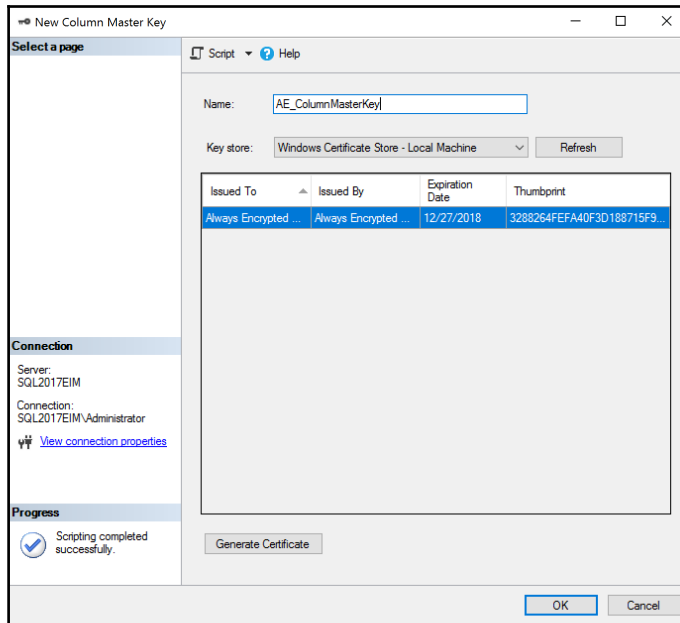 New Column Master Key
Select a page
Script Help
Name: AE_ColumnMasterKey
Key store: Windows Certificate Store - Local Machine Refresh
Issued To Issued By Expiration Date Thumbprint
Always Encrypted ... Always Encrypted ... 12/27/2018 3288264FEFA40F3D188715F9...
Connection
Server:
SQL2017EIM
Connection:
SQL2017EIM\Administrator
View connection properties
Progress
Scripting completed
successfully.
Generate Certificate
OK Cancel